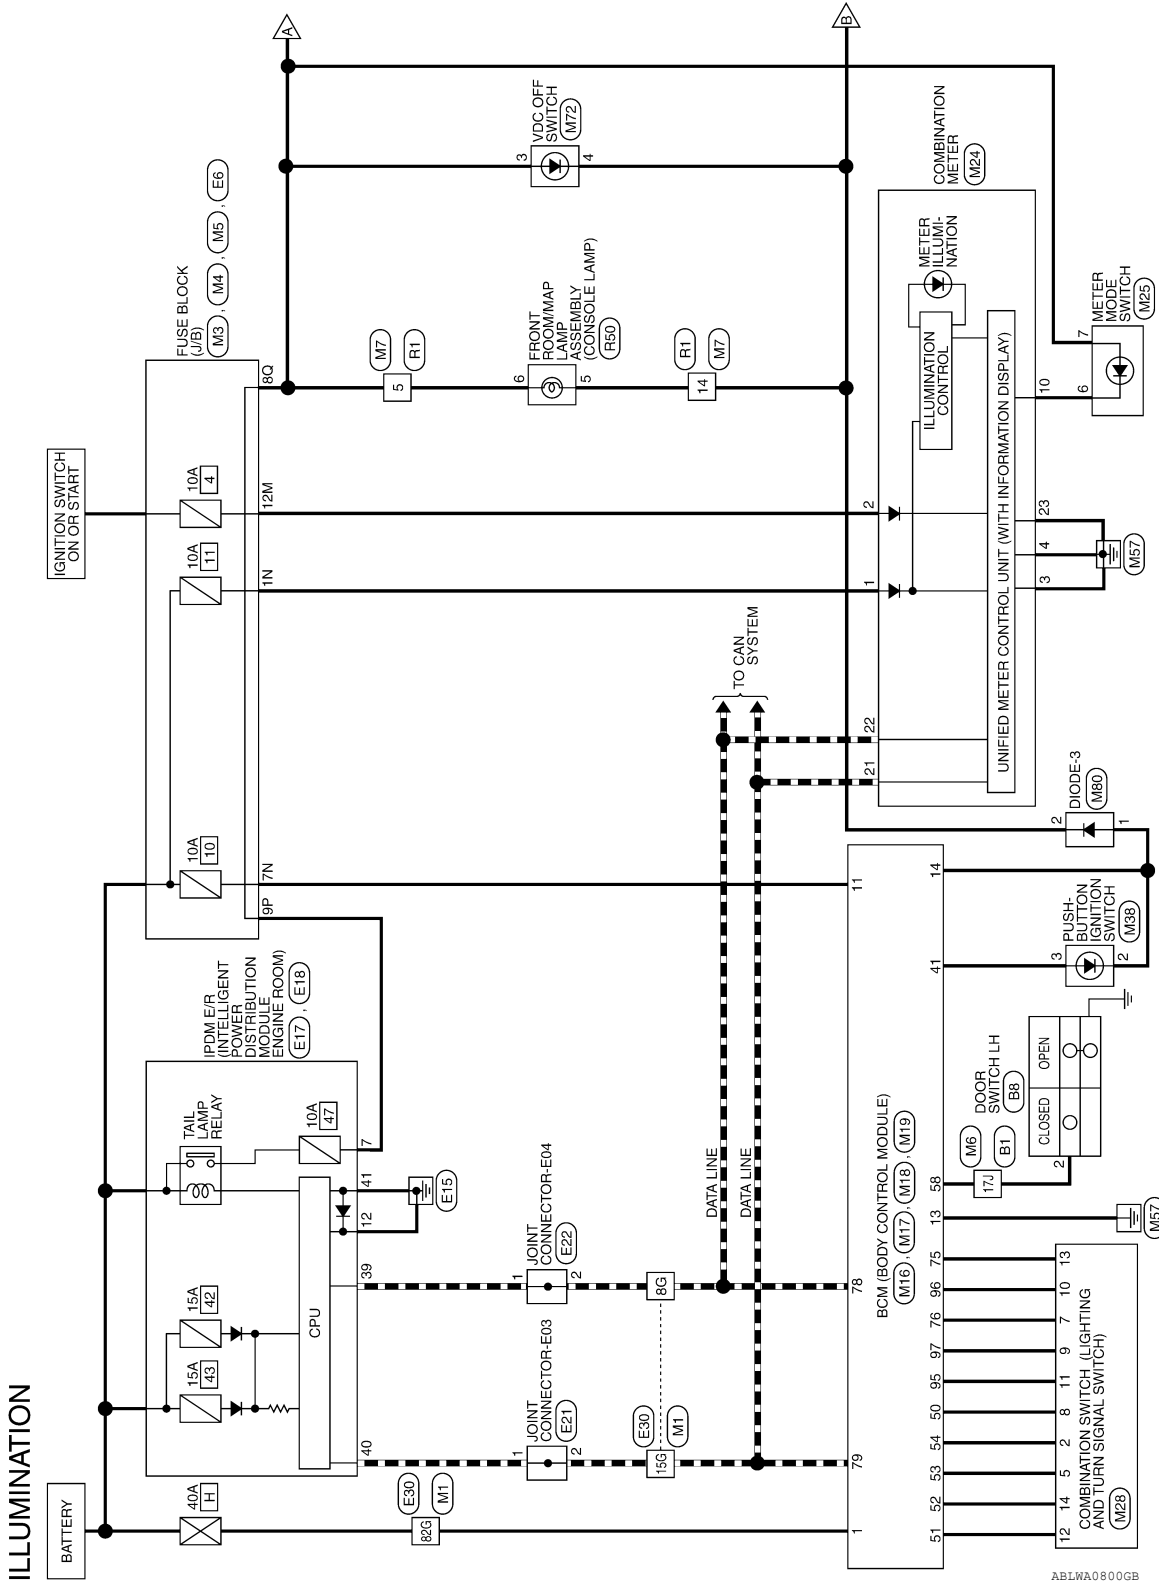 ILLUMINATION
BATTERY
IGNITION SWITCH
ON OR START
40A
H
15A
43
15A
42
TAIL
LAMP
RELAY
10A
47
CPU
IPDM E/R
(INTELLIGENT
POWER
DISTRIBUTION
MODULE
ENGINE ROOM)
E17 , E18
40
39
12
41
7
E15
10A
10
10A
11
10A
4
FUSE BLOCK
(J/B)
M3 , M4 , M5 , E6
9P
7N
1N
12M
8Q
A
E30
M1
82G
1
JOINT
CONNECTOR-E03
E21
2
1
JOINT
CONNECTOR-E04
E22
2
E30
M1
15G
8G
DATA LINE
DATA LINE
TO CAN
SYSTEM
M7
R1
5
6
FRONT
ROOM/MAP
LAMP
ASSEMBLY
(CONSOLE LAMP)
R50
5
R1
M7
14
3
VDC OFF
SWITCH
M72
4
B
1
79
78
11
BCM (BODY CONTROL MODULE)
M16 , M17 , M18 , M19
51
52
53
54
50
95
97
76
96
75
13
58
41
14
12
14
5
2
8
11
9
7
10
13
COMBINATION SWITCH (LIGHTING
AND TURN SIGNAL SWITCH)
M28
M57
M6
B1
17J
2
DOOR
SWITCH LH
B8
CLOSED
OPEN
3
PUSH-
BUTTON
IGNITION
SWITCH
M38
2
2
DIODE-3
M80
1
21
22
1
2
COMBINATION
METER
M24
METER
ILLUMI-
NATION
ILLUMINATION
CONTROL
UNIFIED METER CONTROL UNIT (WITH INFORMATION DISPLAY)
3
4
23
10
M57
6
7
METER
MODE
SWITCH
M25
ABLWA0800GB